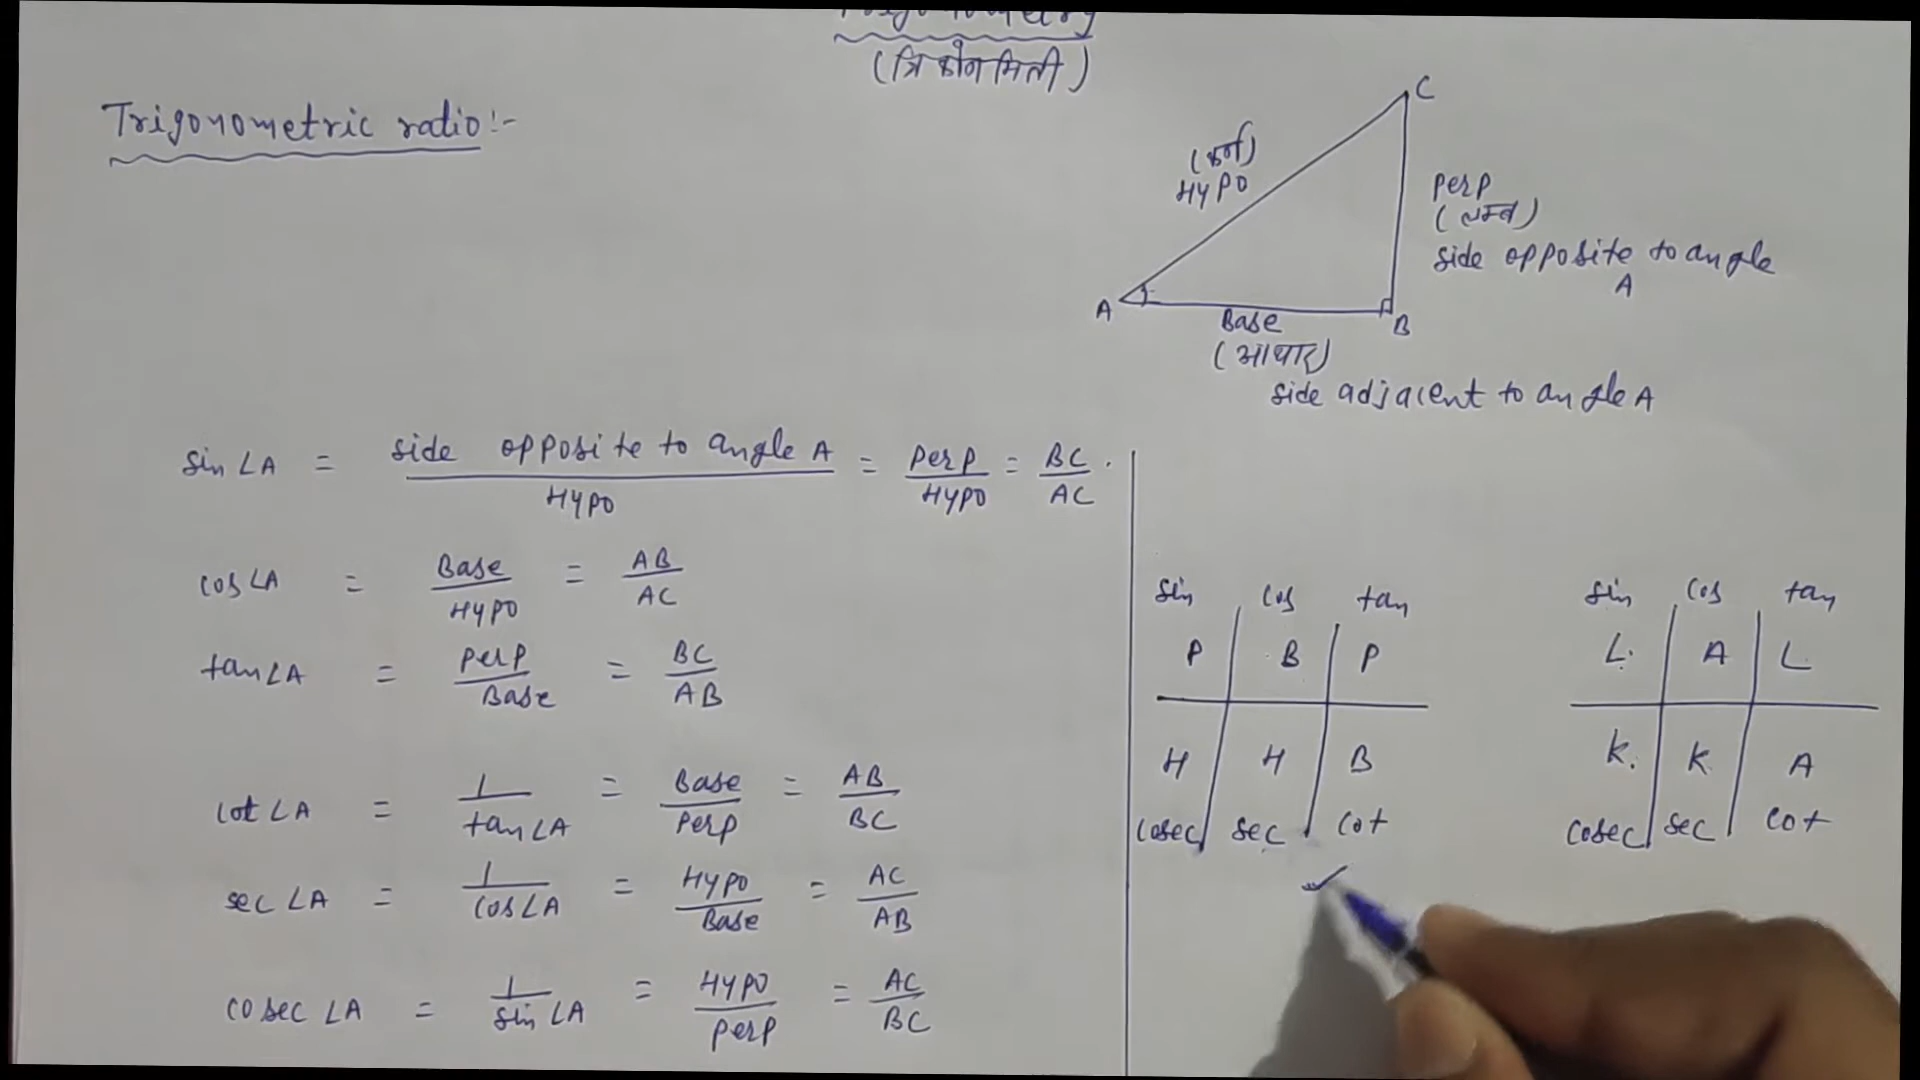 Trigonometry
(त्रिकोनमिती)
Trigonometric ratio:-
C
(कर्ण)
HYPO
Perp
(लम्ब)
side opposite to angle
A
A
B
Base
(आधार)
side adjacent to angle A
sin∠A = side opposite to angle A / Hypo = Perp / Hypo = BC / AC .
cos∠A = Base / Hypo = AB / AC
tan∠A = Perp / Base = BC / AB
cot∠A = 1 / tan∠A = Base / Perp = AB / BC
sec∠A = 1 / cos∠A = Hypo / Base = AC / AB
cosec∠A = 1 / sin∠A = Hypo / Perp = AC / BC
sin cos tan
P B P
H H B
cosec sec cot
sin cos tan
L. A L
K. K A
cosec sec cot